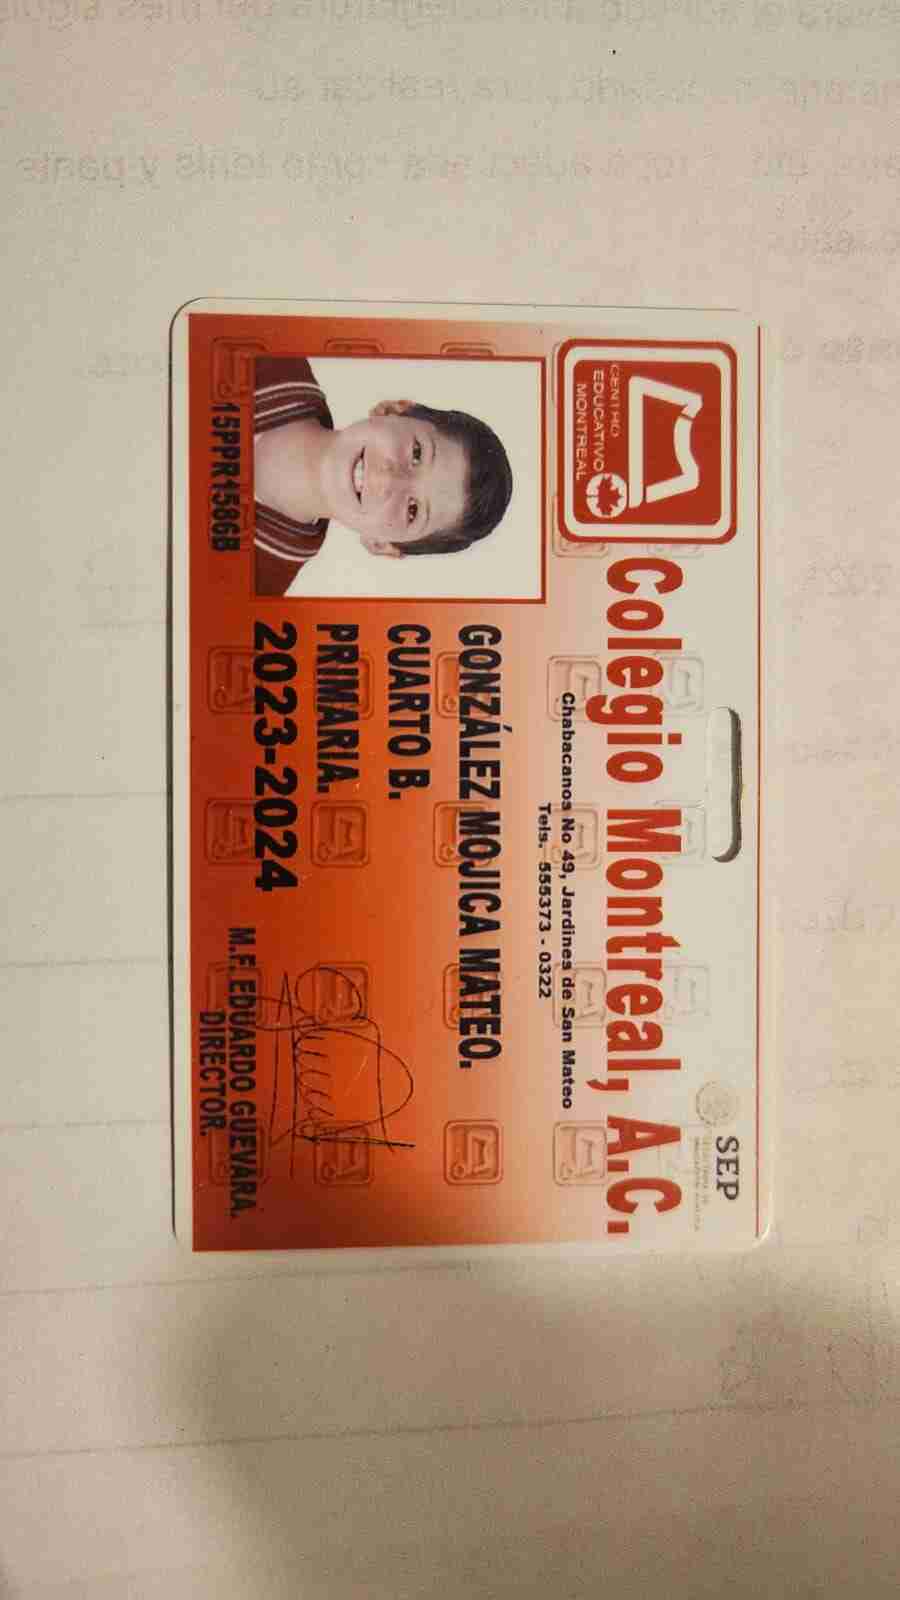 SEP
Colegio Montreal, A.C.
CENTRO
EDUCATIVO
MONTREAL
Chabacanos No 49, Jardines de San Mateo
Tels. 555373 - 0322
GONZÁLEZ MOJICA MATEO.
CUARTO B.
PRIMARIA.
2023-2024
15PPR1586B
M.F. EDUARDO GUEVARA.
DIRECTOR.